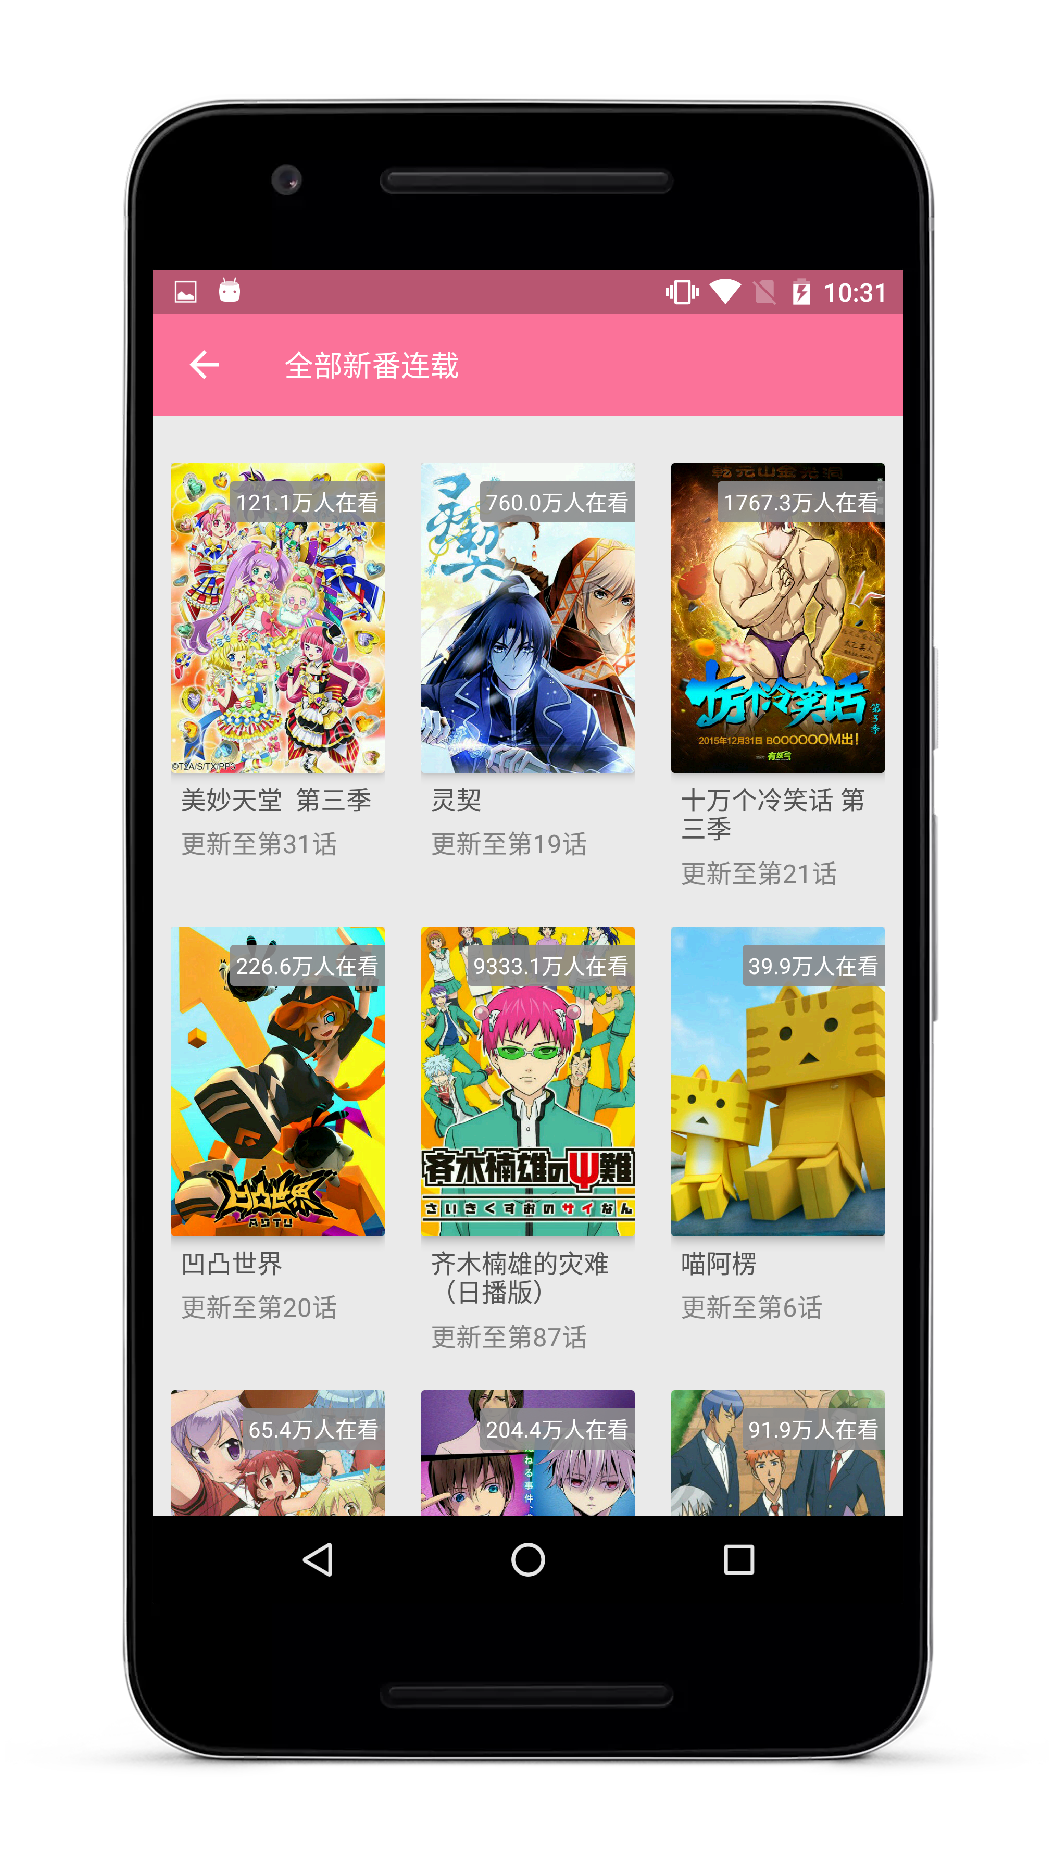 10:31
全部新番连载
121.1万人在看
©T2A/S/TX/PP3
美妙天堂 第三季
更新至第31话
灵契
760.0万人在看
灵契
更新至第19话
1767.3万人在看
十万个冷笑话
第3季
2015年12月31日 BOOOOOOM出!
有妖气
十万个冷笑话 第
三季
更新至第21话
226.6万人在看
凹凸世界
AOTU
凹凸世界
更新至第20话
9333.1万人在看
斉木楠雄のΨ難
さいきくすおのサイなん
齐木楠雄的灾难
（日播版）
更新至第87话
39.9万人在看
喵阿楞
更新至第6话
65.4万人在看
204.4万人在看
91.9万人在看